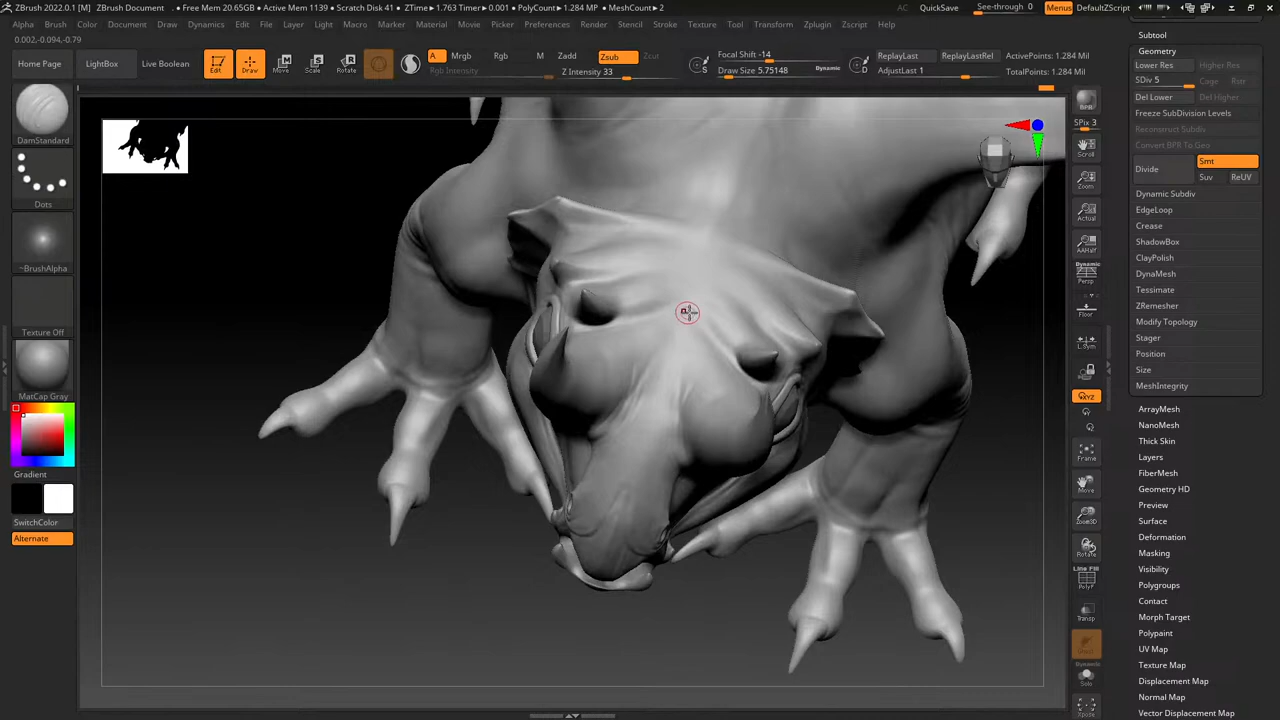 ZBrush 2022.0.1 [M] ZBrush Document • Free Mem 20.65GB • Active Mem 1139 • Scratch Disk 41 • ZTime▸1.763 Timer▸0.001 • PolyCount▸1.284 MP • MeshCount▸2
AC QuickSave See-through 0 Menus DefaultZScript
Alpha Brush Color Document Draw Dynamics Edit File Layer Light Macro Marker Material Movie Picker Preferences Render Stencil Stroke Texture Tool Transform Zplugin Zscript Help
0.002,-0.094,-0.79
Home Page
LightBox
Live Boolean
Edit
Draw
Move
Scale
Rotate
A
Mrgb
Rgb
M
Rgb Intensity
Zadd
Zsub
Zcut
Z Intensity 33
S
Focal Shift -14
Draw Size 5.75148
Dynamic
D
ReplayLast
ReplayLastRel
AdjustLast 1
ActivePoints: 1.284 Mil
TotalPoints: 1.284 Mil
DamStandard
Dots
~BrushAlpha
Texture Off
MatCap Gray
Gradient
SwitchColor
Alternate
BPR
SPix 3
Scroll
Zoom
Actual
AAHalf
Dynamic
Persp
Floor
L.Sym
XYZ
Frame
Move
Zoom3D
Rotate
Line Fill
PolyF
Transp
Ghost
Dynamic
Solo
Xpose
Subtool
Geometry
Lower Res
Higher Res
SDiv 5
Cage
Rstr
Del Lower
Del Higher
Freeze SubDivision Levels
Reconstruct Subdiv
Convert BPR To Geo
Divide
Smt
Suv
ReUV
Dynamic Subdiv
EdgeLoop
Crease
ShadowBox
ClayPolish
DynaMesh
Tessimate
ZRemesher
Modify Topology
Stager
Position
Size
MeshIntegrity
ArrayMesh
NanoMesh
Thick Skin
Layers
FiberMesh
Geometry HD
Preview
Surface
Deformation
Masking
Visibility
Polygroups
Contact
Morph Target
Polypaint
UV Map
Texture Map
Displacement Map
Normal Map
Vector Displacement Map